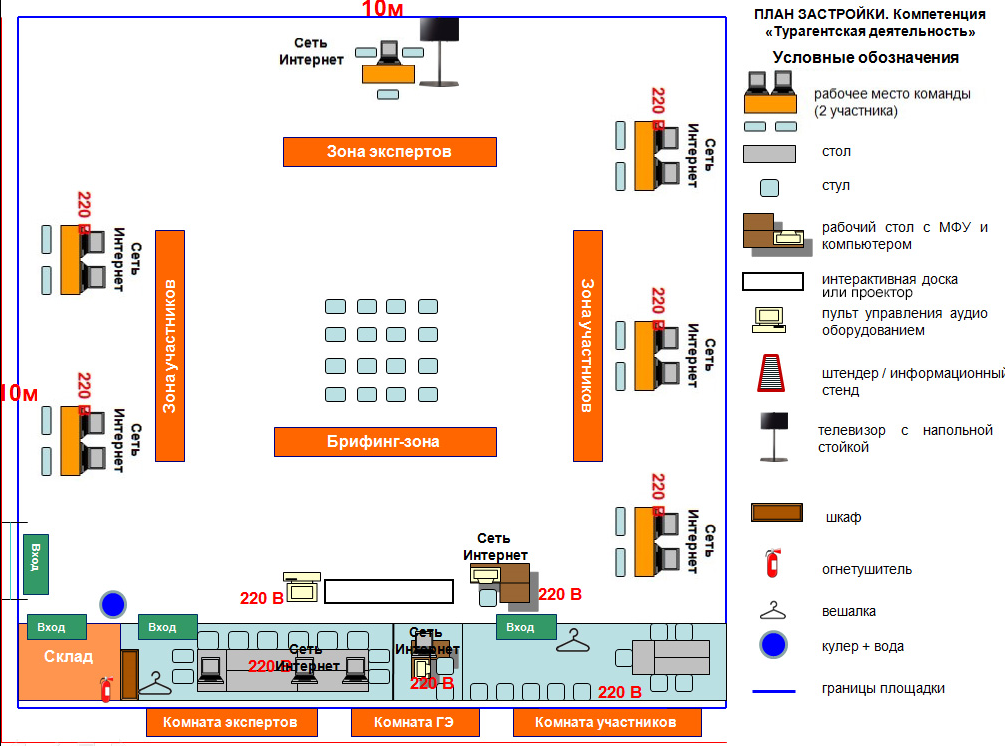 10м
ПЛАН ЗАСТРОЙКИ. Компетенция
«Турагентская деятельность»
Условные обозначения
рабочее место команды
(2 участника)
стол
стул
рабочий стол с МФУ и
компьютером
интерактивная доска
или проектор
пульт управления аудио
оборудованием
штендер / информационный
стенд
телевизор с напольной
стойкой
шкаф
огнетушитель
вешалка
кулер + вода
границы площадки
Сеть
Интернет
Зона экспертов
220 В
Сеть
Интернет
220 В
Сеть
Интернет
Зона участников
Зона участников
220 В
Сеть
Интернет
10м
220 В
Сеть
Интернет
Брифинг-зона
220 В
Сеть
Интернет
Вход
Сеть
Интернет
220 В
220 В
Вход
Вход
Вход
Склад
220 В
Сеть
Интернет
Сеть
Интернет
220 В
220 В
Комната экспертов
Комната ГЭ
Комната участников